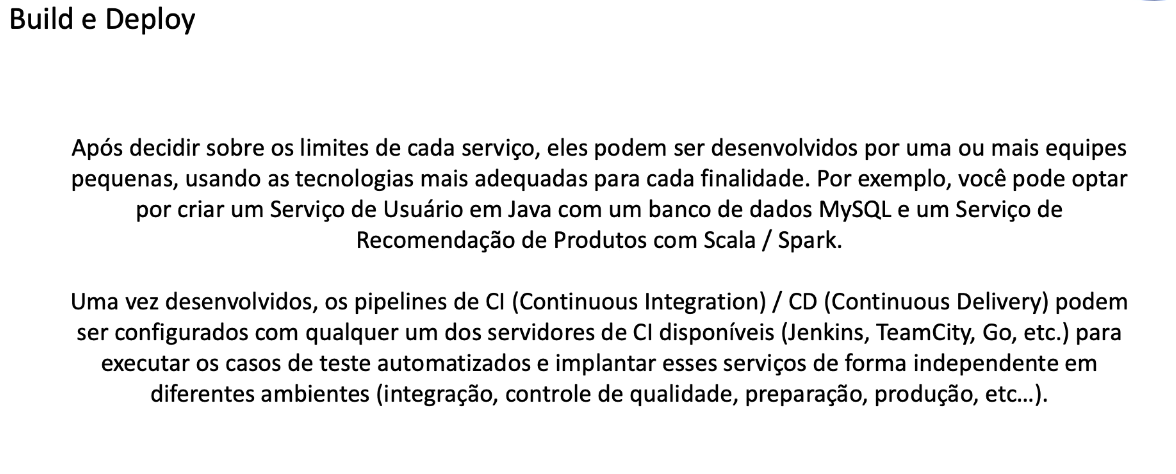 Build e Deploy
Após decidir sobre os limites de cada serviço, eles podem ser desenvolvidos por uma ou mais equipes
pequenas, usando as tecnologias mais adequadas para cada finalidade. Por exemplo, você pode optar
por criar um Serviço de Usuário em Java com um banco de dados MySQL e um Serviço de
Recomendação de Produtos com Scala / Spark.
Uma vez desenvolvidos, os pipelines de CI (Continuous Integration) / CD (Continuous Delivery) podem
ser configurados com qualquer um dos servidores de CI disponíveis (Jenkins, TeamCity, Go, etc.) para
executar os casos de teste automatizados e implantar esses serviços de forma independente em
diferentes ambientes (integração, controle de qualidade, preparação, produção, etc...).